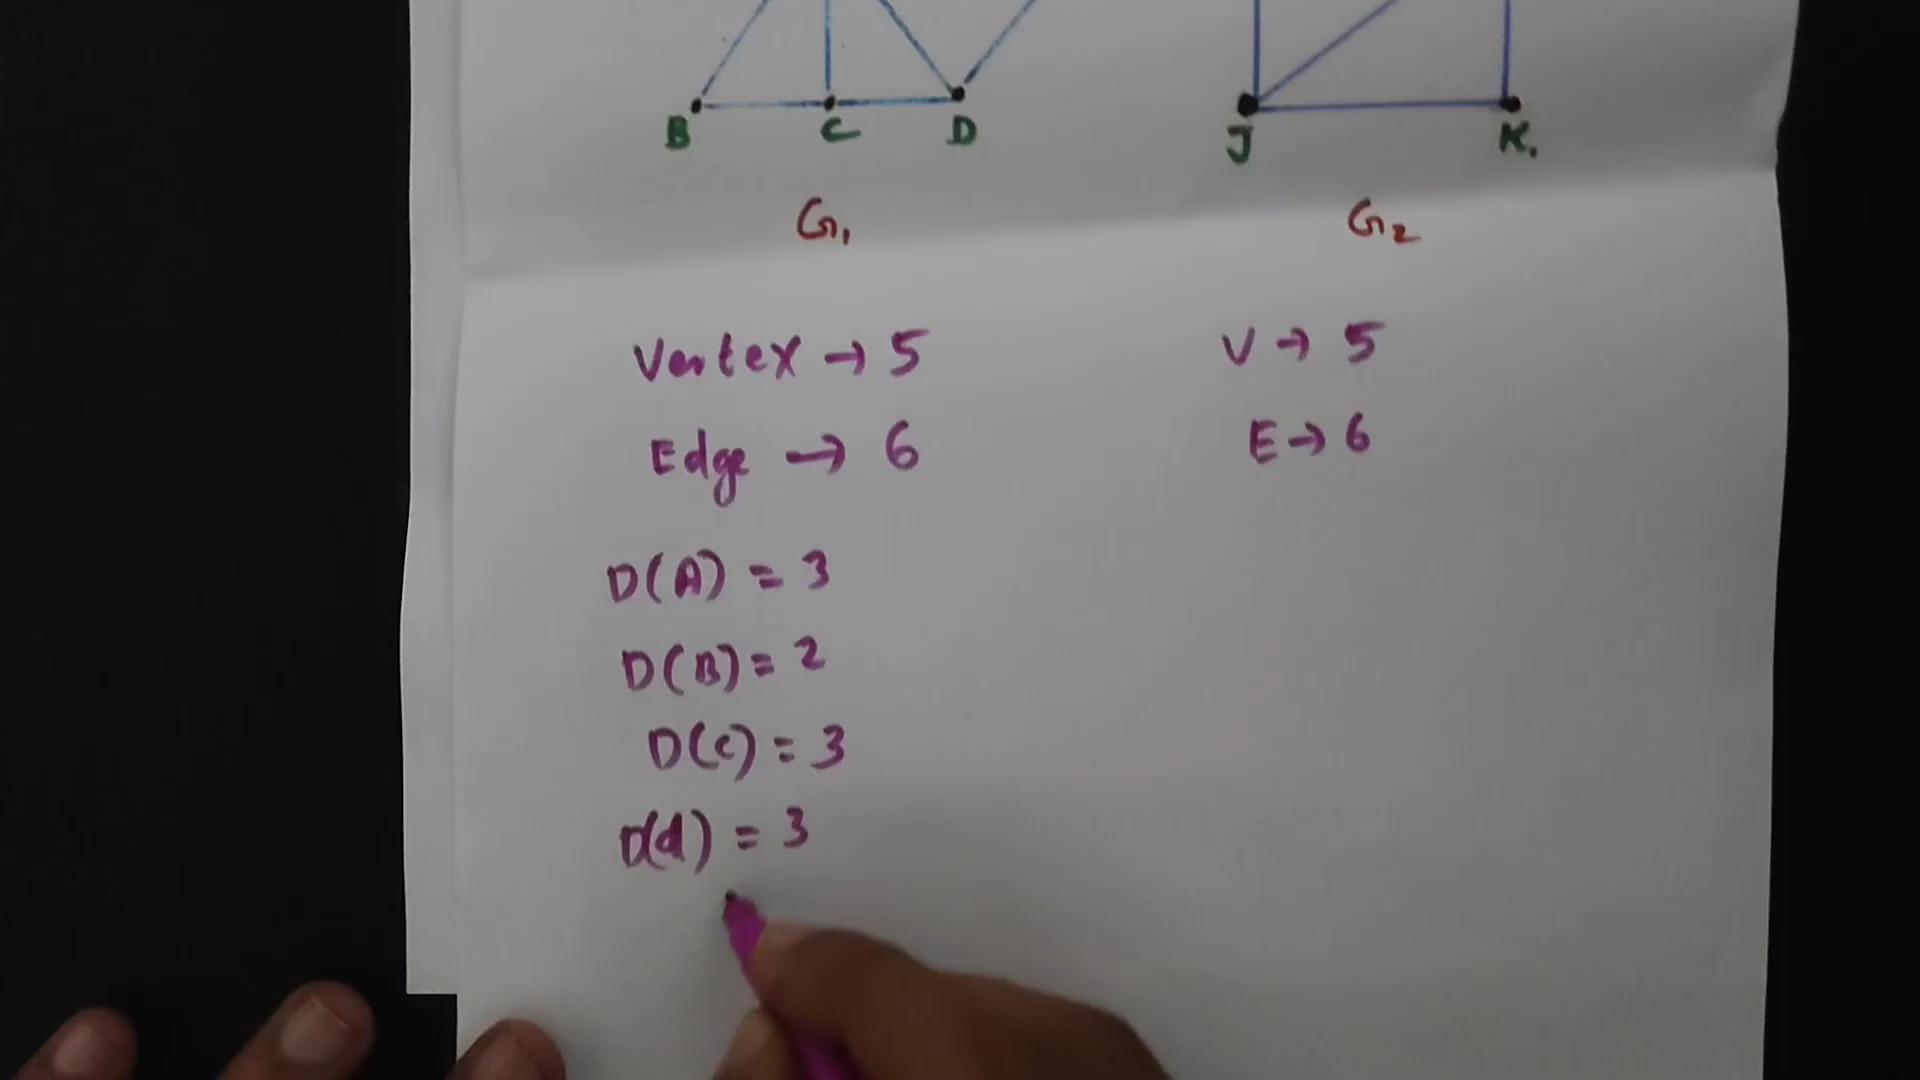 B C D J K.
G₁ G₂
Vertex → 5 V → 5
Edge → 6 E → 6
D(A) = 3
D(B) = 2
D(c) = 3
D(d) = 3